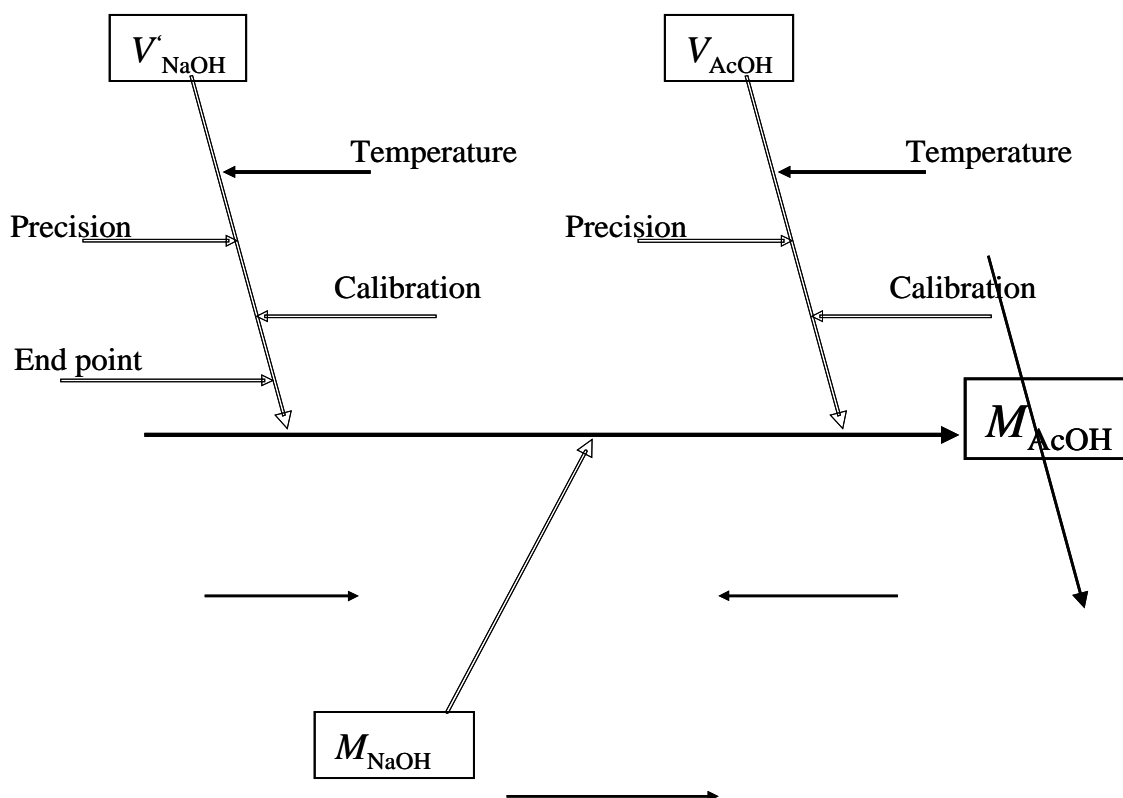 V‘NaOH
VAcOH
Temperature
Temperature
Precision
Precision
Calibration
Calibration
End point
MAcOH
MNaOH